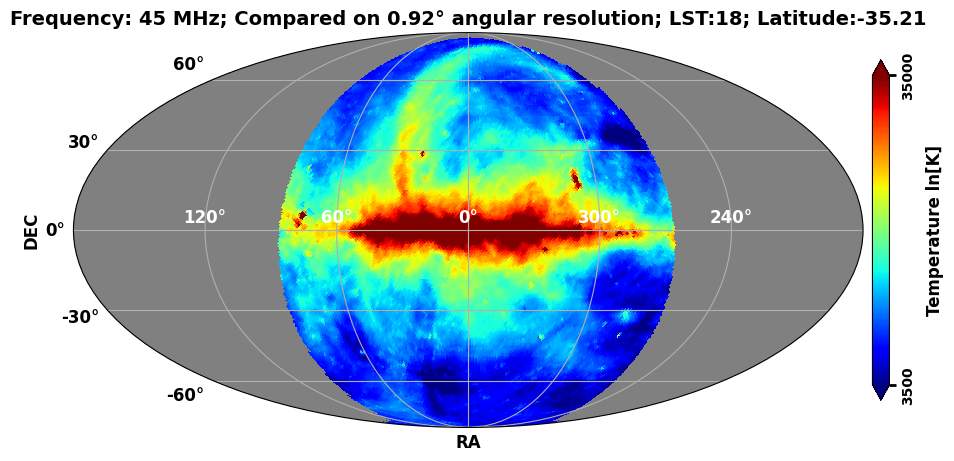 Frequency: 45 MHz; Compared on 0.92° angular resolution; LST:18; Latitude:-35.21
60°
30°
DEC 0°
120° 60° 0° 300° 240°
-30°
-60°
RA
35000
Temperature ln[K]
3500